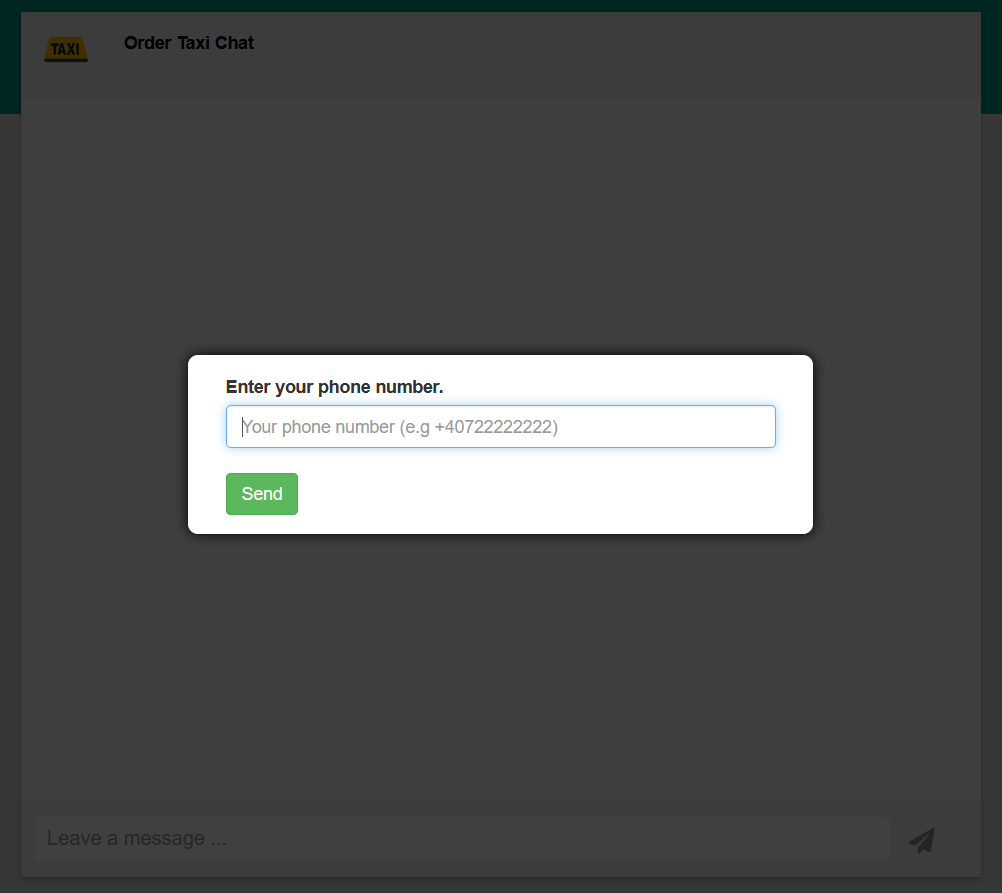 TAXI
Order Taxi Chat
Enter your phone number.
Your phone number (e.g +40722222222)
Send
Leave a message ...